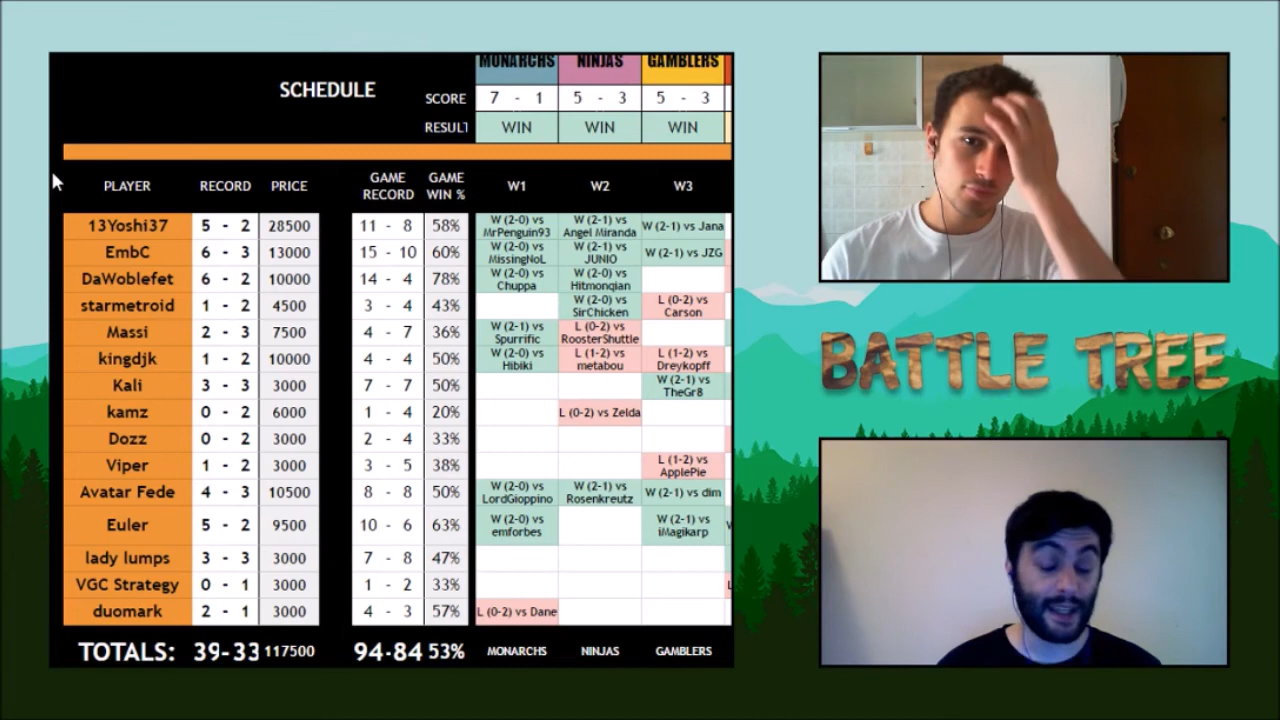 MONARCHS NINJAS GAMBLERS
SCHEDULE
SCORE 7 - 1 5 - 3 5 - 3
RESULT WIN WIN WIN
PLAYER RECORD PRICE GAME RECORD GAME WIN % W1 W2 W3
13Yoshi37 5 - 2 28500 11 - 8 58% W (2-0) vs MrPenguin93 W (2-1) vs Angel Miranda W (2-1) vs Jana
EmbC 6 - 3 13000 15 - 10 60% W (2-0) vs MissingNoL W (2-1) vs JUNIO W (2-1) vs JZG
DaWoblefet 6 - 2 10000 14 - 4 78% W (2-0) vs Chuppa W (2-0) vs Hitmonqian
starmetroid 1 - 2 4500 3 - 4 43% W (2-0) vs SirChicken L (0-2) vs Carson
Massi 2 - 3 7500 4 - 7 36% W (2-1) vs Spurrific L (0-2) vs RoosterShuttle
kingdjk 1 - 2 10000 4 - 4 50% W (2-0) vs Hibiki L (1-2) vs metabou L (1-2) vs Dreykopff
Kali 3 - 3 3000 7 - 7 50% W (2-1) vs TheGr8
kamz 0 - 2 6000 1 - 4 20% L (0-2) vs Zelda
Dozz 0 - 2 3000 2 - 4 33%
Viper 1 - 2 3000 3 - 5 38% L (1-2) vs ApplePie
Avatar Fede 4 - 3 10500 8 - 8 50% W (2-0) vs LordGioppino W (2-1) vs Rosenkreutz W (2-1) vs dim
Euler 5 - 2 9500 10 - 6 63% W (2-0) vs emforbes W (2-1) vs iMagikarp
lady lumps 3 - 3 3000 7 - 8 47%
VGC Strategy 0 - 1 3000 1 - 2 33%
duomark 2 - 1 3000 4 - 3 57% L (0-2) vs Dane
TOTALS: 39-33 117500 94-84 53% MONARCHS NINJAS GAMBLERS
BATTLE TREE